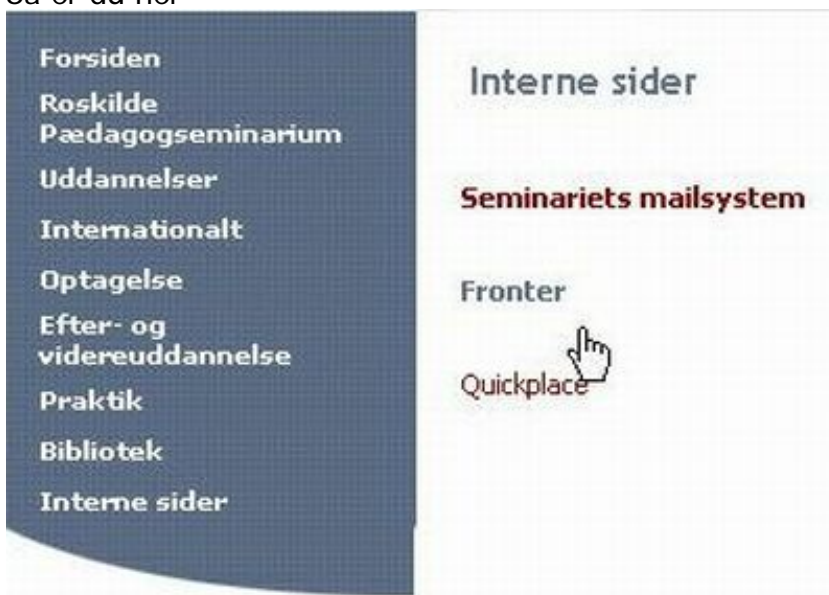 Forsiden
Roskilde
Pædagogseminarium
Uddannelser
Internationalt
Optagelse
Efter- og
videreuddannelse
Praktik
Bibliotek
Interne sider
Interne sider
Seminariets mailsystem
Fronter
Quickplace